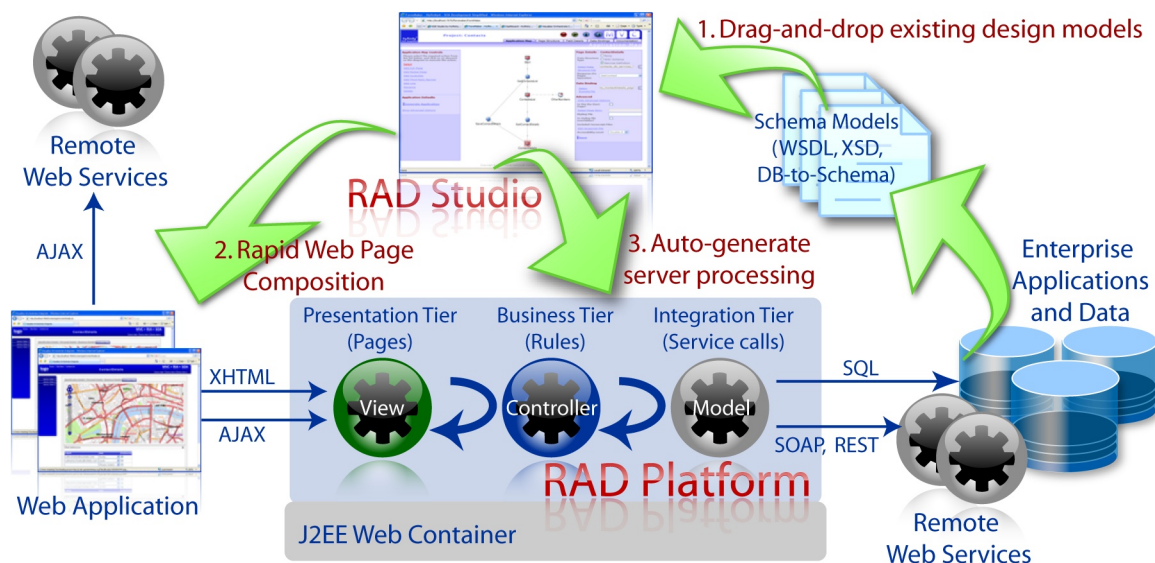 1. Drag-and-drop existing design models
Schema Models
(WSDL, XSD,
DB-to-Schema)
Remote
Web Services
RAD Studio
AJAX
2. Rapid Web Page
Composition
3. Auto-generate
server processing
Enterprise
Applications
and Data
Presentation Tier
(Pages)
Business Tier
(Rules)
Integration Tier
(Service calls)
XHTML
AJAX
View
Controller
Model
SQL
SOAP, REST
RAD Platform
Web Application
J2EE Web Container
Remote
Web Services